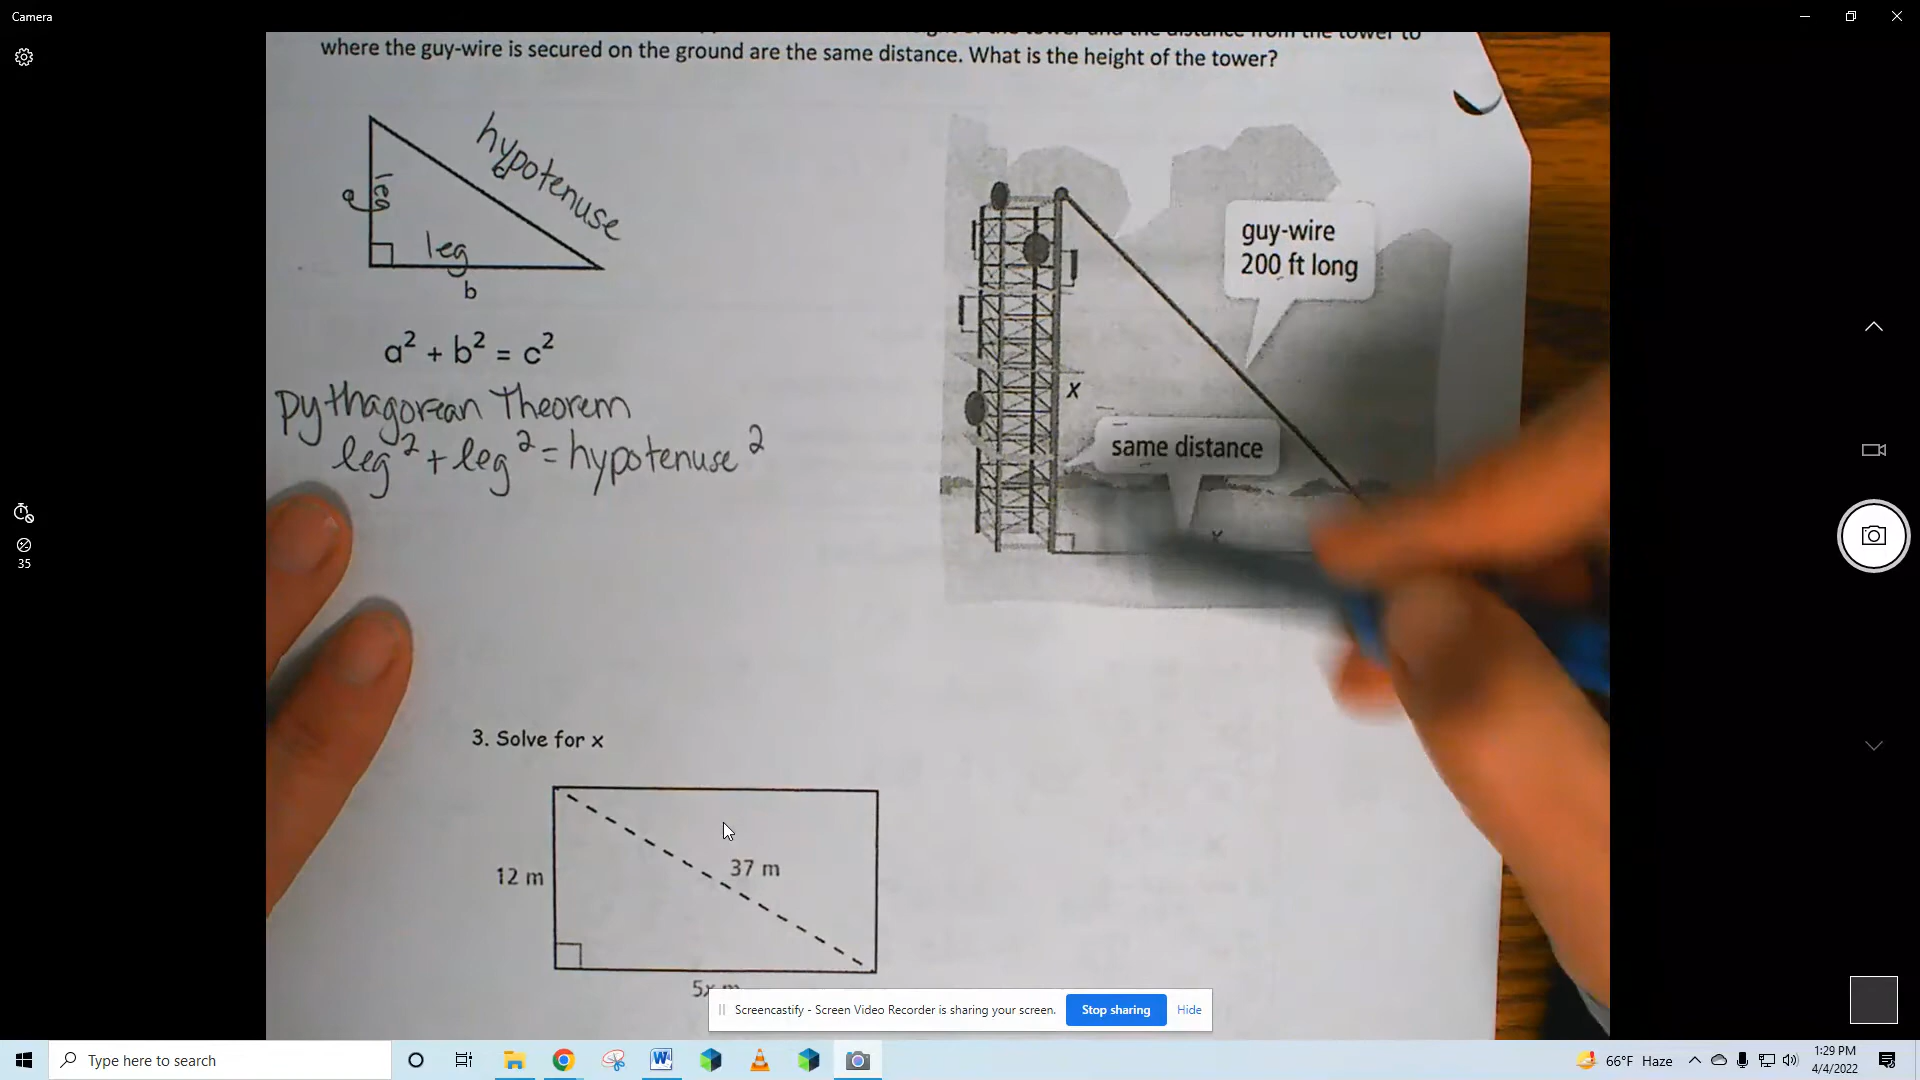 Camera
where the guy-wire is secured on the ground are the same distance. What is the height of the tower?
hypotenuse
a
leg
leg
b
a² + b² = c²
Pythagorean Theorem
leg² + leg² = hypotenuse²
guy-wire
200 ft long
x
same distance
x
3. Solve for x
12 m
37 m
35
Screencastify - Screen Video Recorder is sharing your screen.
Stop sharing
Hide
Type here to search
66°F Haze
1:29 PM
4/4/2022